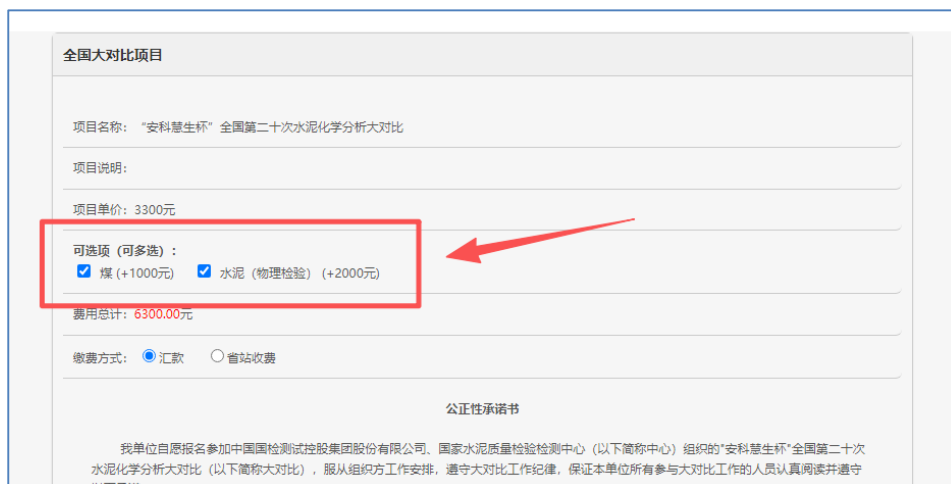 全国大对比项目
项目名称： “安科慧生杯”全国第二十次水泥化学分析大对比
项目说明：
项目单价：3300元
可选项（可多选）：
煤 (+1000元) 水泥（物理检验） (+2000元)
费用总计：6300.00元
缴费方式： 汇款 省站收费
公正性承诺书
我单位自愿报名参加中国国检测试控股集团股份有限公司、国家水泥质量检验检测中心（以下简称中心）组织的"安科慧生杯"全国第二十次
水泥化学分析大对比（以下简称大对比），服从组织方工作安排，遵守大对比工作纪律，保证本单位所有参与大对比工作的人员认真阅读并遵守